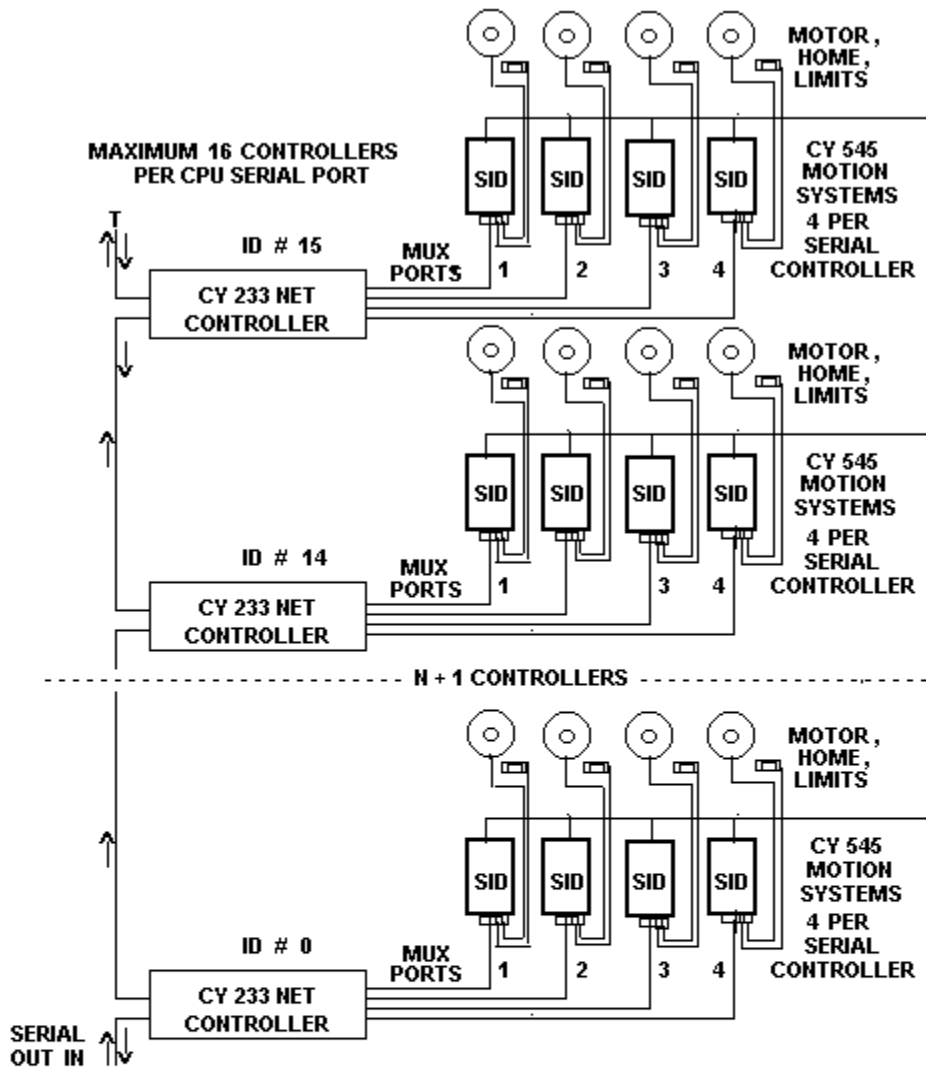 MOTOR,
HOME,
LIMITS
MAXIMUM 16 CONTROLLERS
PER CPU SERIAL PORT
SID SID SID SID
CY 545
MOTION
SYSTEMS
4 PER
SERIAL
CONTROLLER
T
ID # 15
MUX
PORTS
1 2 3 4
CY 233 NET
CONTROLLER
MOTOR,
HOME,
LIMITS
SID SID SID SID
CY 545
MOTION
SYSTEMS
4 PER
SERIAL
CONTROLLER
ID # 14
MUX
PORTS
1 3 4
CY 233 NET
CONTROLLER
N + 1 CONTROLLERS
MOTOR,
HOME,
LIMITS
SID SID SID SID
CY 545
MOTION
SYSTEMS
4 PER
SERIAL
CONTROLLER
ID # 0
MUX
PORTS
1 2 3 4
CY 233 NET
CONTROLLER
SERIAL
OUT IN